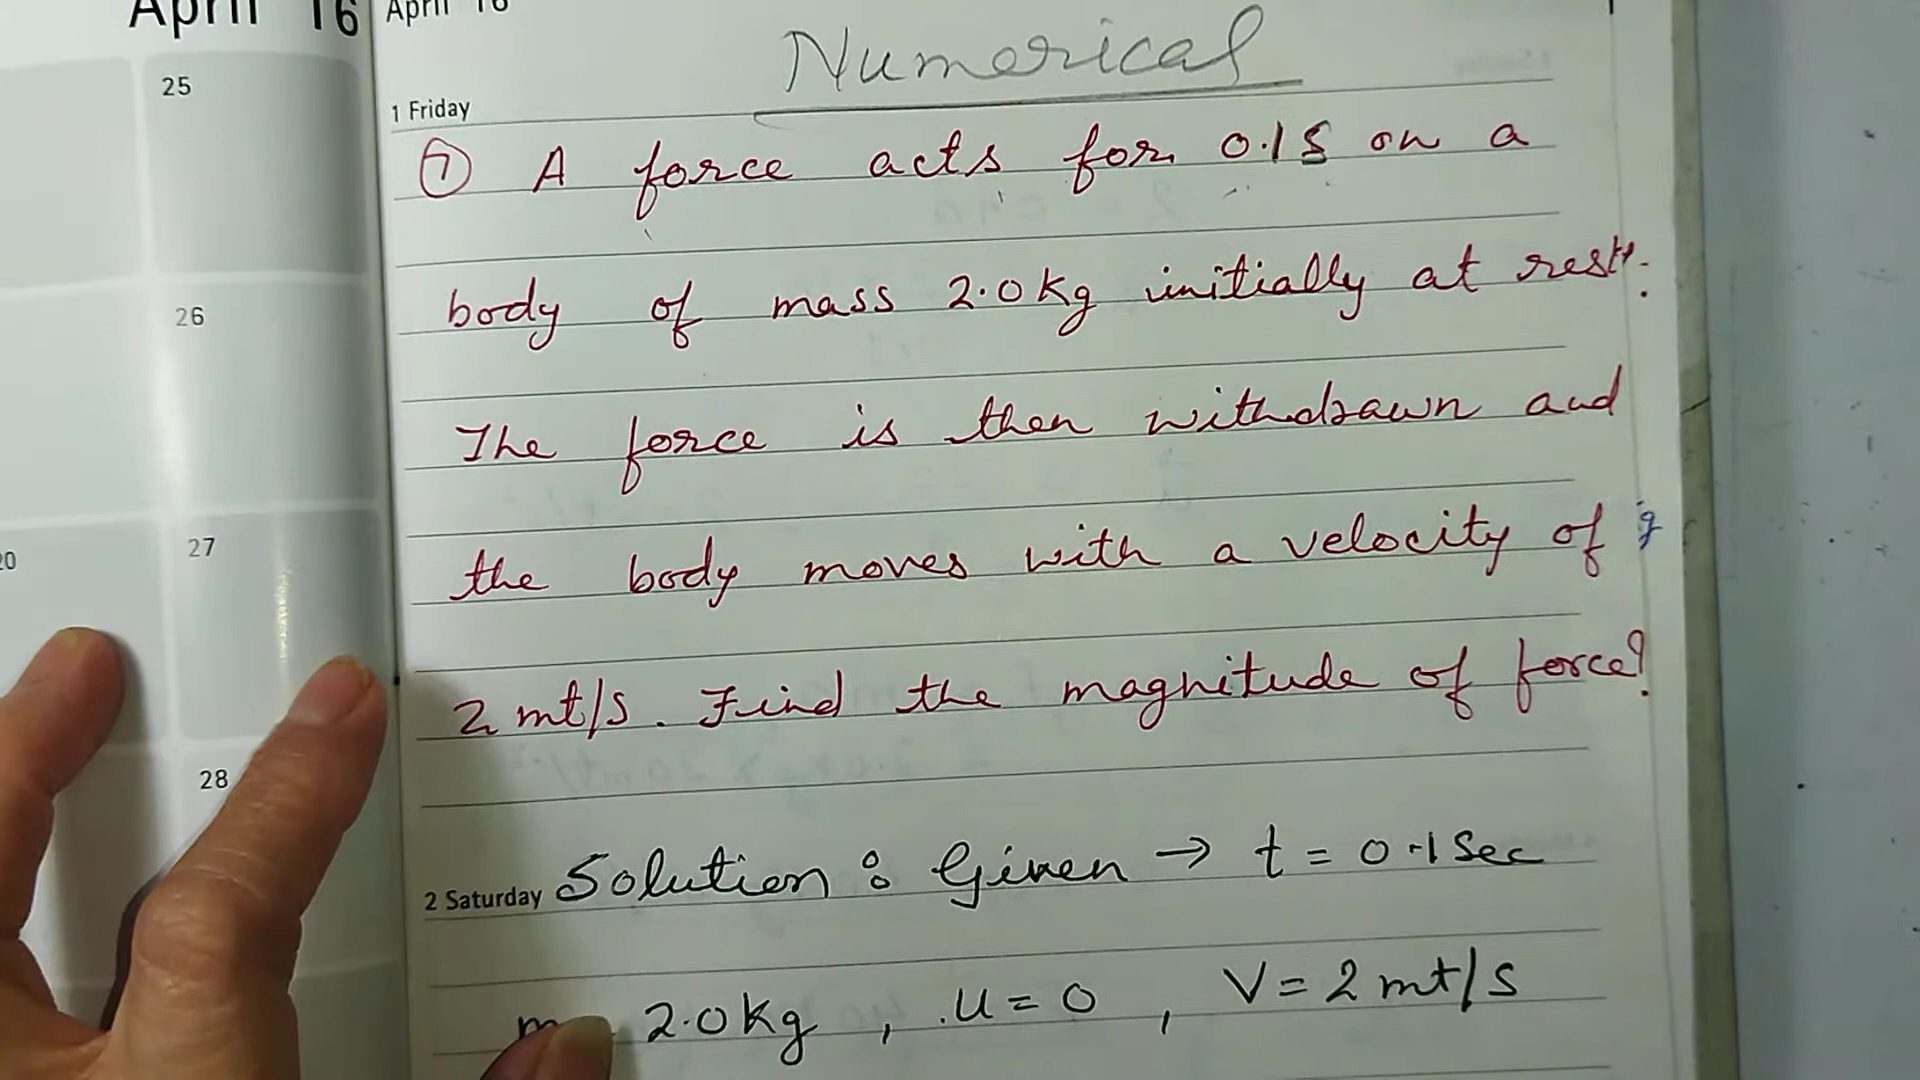 April 16
April 16
25
26
20
27
28
Numerical
1 Friday
7 A force acts for 0.1s on a
body of mass 2.0kg initially at rest.
The force is then withdrawn and
the body moves with a velocity of
2 mt/s. Find the magnitude of force?
Solution : Given → t = 0.1 Sec
2 Saturday
m 2.0kg , u = 0 , V = 2 mt/s